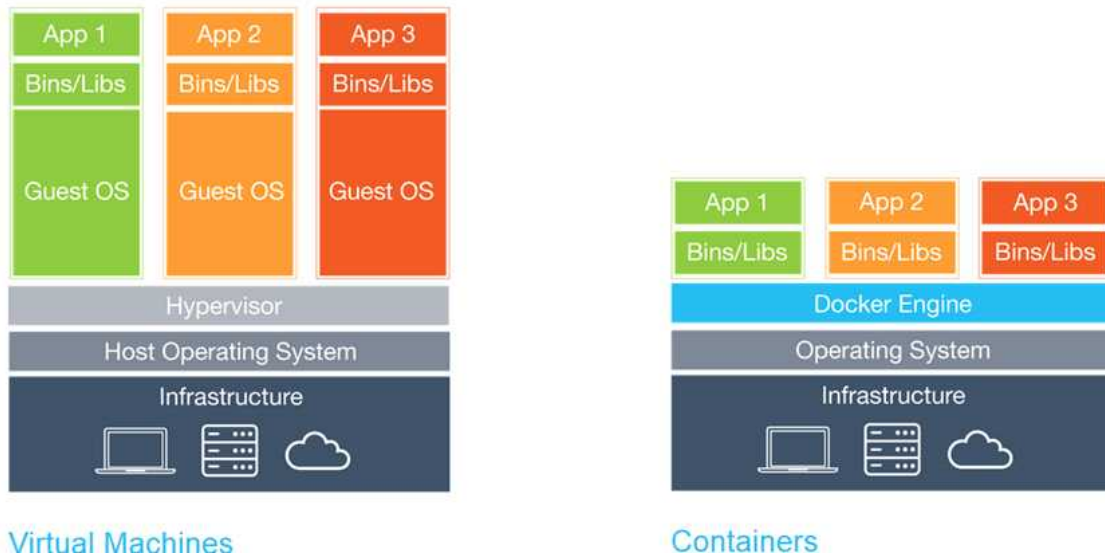 App 1
App 2
App 3
Bins/Libs
Bins/Libs
Bins/Libs
Guest OS
Guest OS
Guest OS
Hypervisor
Host Operating System
Infrastructure
Virtual Machines
App 1
App 2
App 3
Bins/Libs
Bins/Libs
Bins/Libs
Docker Engine
Operating System
Infrastructure
Containers